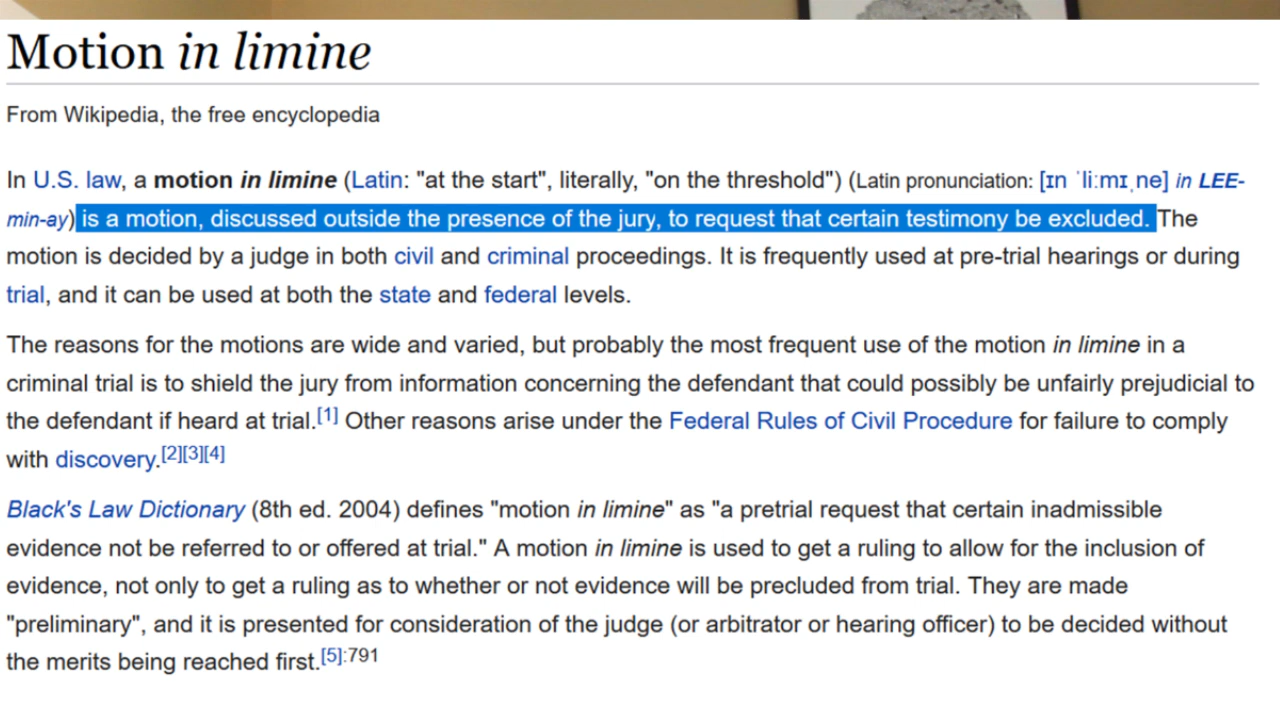 Motion in limine
From Wikipedia, the free encyclopedia
In U.S. law, a motion in limine (Latin: "at the start", literally, "on the threshold") (Latin pronunciation: [ɪn ˈliːmɪˌne] in LEE-
min-ay) is a motion, discussed outside the presence of the jury, to request that certain testimony be excluded. The
motion is decided by a judge in both civil and criminal proceedings. It is frequently used at pre-trial hearings or during
trial, and it can be used at both the state and federal levels.
The reasons for the motions are wide and varied, but probably the most frequent use of the motion in limine in a
criminal trial is to shield the jury from information concerning the defendant that could possibly be unfairly prejudicial to
the defendant if heard at trial.[1] Other reasons arise under the Federal Rules of Civil Procedure for failure to comply
with discovery.[2][3][4]
Black's Law Dictionary (8th ed. 2004) defines "motion in limine" as "a pretrial request that certain inadmissible
evidence not be referred to or offered at trial." A motion in limine is used to get a ruling to allow for the inclusion of
evidence, not only to get a ruling as to whether or not evidence will be precluded from trial. They are made
"preliminary", and it is presented for consideration of the judge (or arbitrator or hearing officer) to be decided without
the merits being reached first.[5]:791